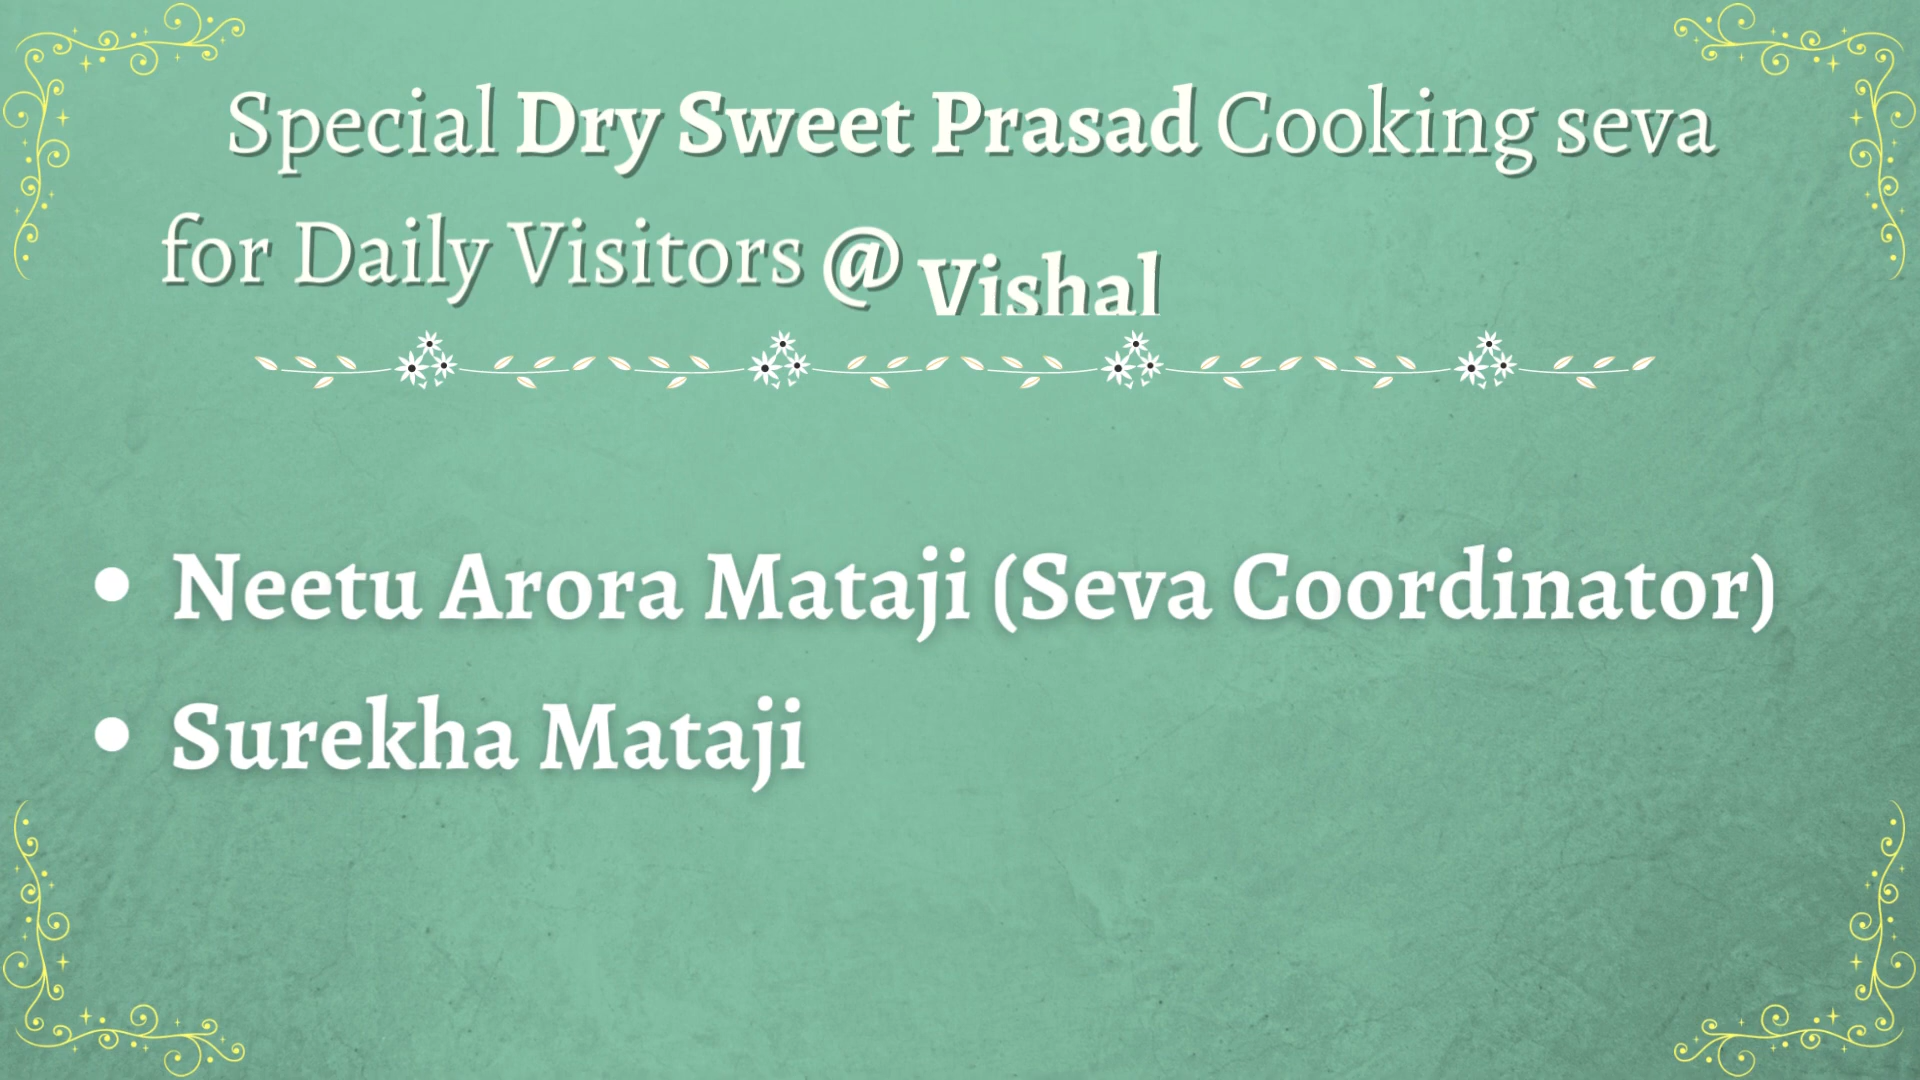 Special Dry Sweet Prasad Cooking seva
for Daily Visitors @ Vishal
• Neetu Arora Mataji (Seva Coordinator)
• Surekha Mataji